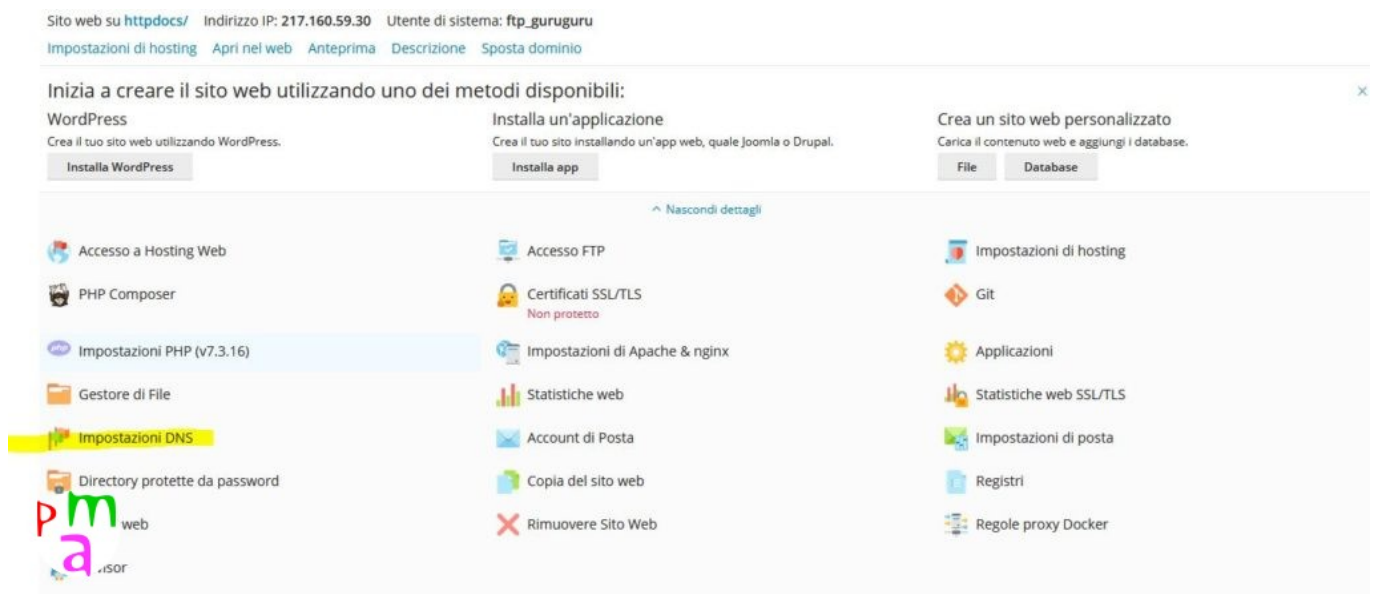 Sito web su httpdocs/ Indirizzo IP: 217.160.59.30 Utente di sistema: ftp_guruguru
Impostazioni di hosting Apri nel web Anteprima Descrizione Sposta dominio
Inizia a creare il sito web utilizzando uno dei metodi disponibili:
WordPress Installa un'applicazione Crea un sito web personalizzato
Crea il tuo sito web utilizzando WordPress. Crea il tuo sito installando un'app web, quale Joomla o Drupal. Carica il contenuto web e aggiungi i database.
Installa WordPress Installa app File Database
Nascondi dettagli
Accesso a Hosting Web Accesso FTP Impostazioni di hosting
PHP Composer Certificati SSL/TLS Git
Non protetto
php Impostazioni PHP (v7.3.16) Impostazioni di Apache & nginx Applicazioni
Gestore di File Statistiche web Statistiche web SSL/TLS
Impostazioni DNS Account di Posta Impostazioni di posta
Directory protette da password Copia del sito web Registri
web Rimuovere Sito Web Regole proxy Docker
pma